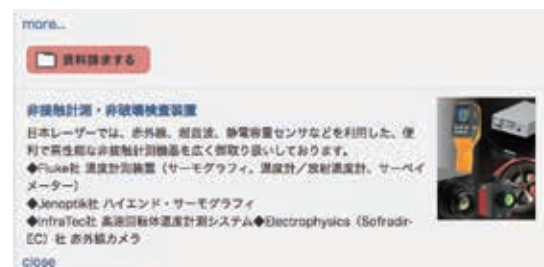 more...
資料請求する
非接触計測・非破壊検査装置
日本レーザーでは、赤外線、超音波、静電容量センサなどを利用した、便
利で高性能な非接触計測機器を広く御取り扱いしております。
◆Fluke社 温度計測装置(サーモグラフィ、温度計/放射温度計、サーベイ
メーター)
◆Jenoptik社 ハイエンド・サーモグラフィ
◆InfraTec社 高速回転体温度計測システム◆Electrophysics(Sofradir-
EC)社 赤外線カメラ
close